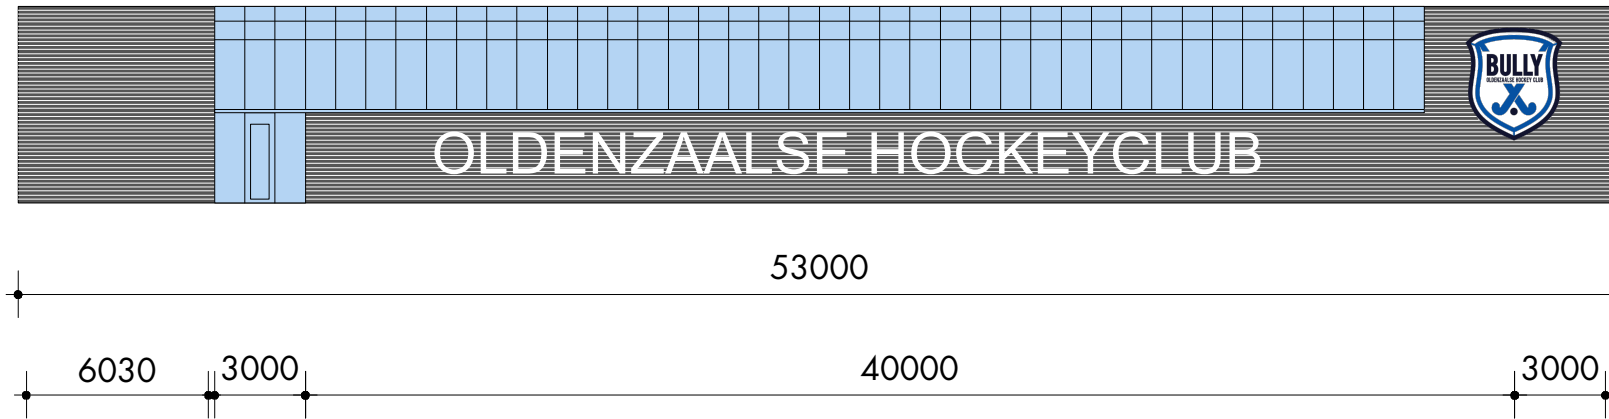 BULLY
OLDENZAALSE HOCKEY CLUB
OLDENZAALSE HOCKEYCLUB
53000
6030 3000 40000 3000